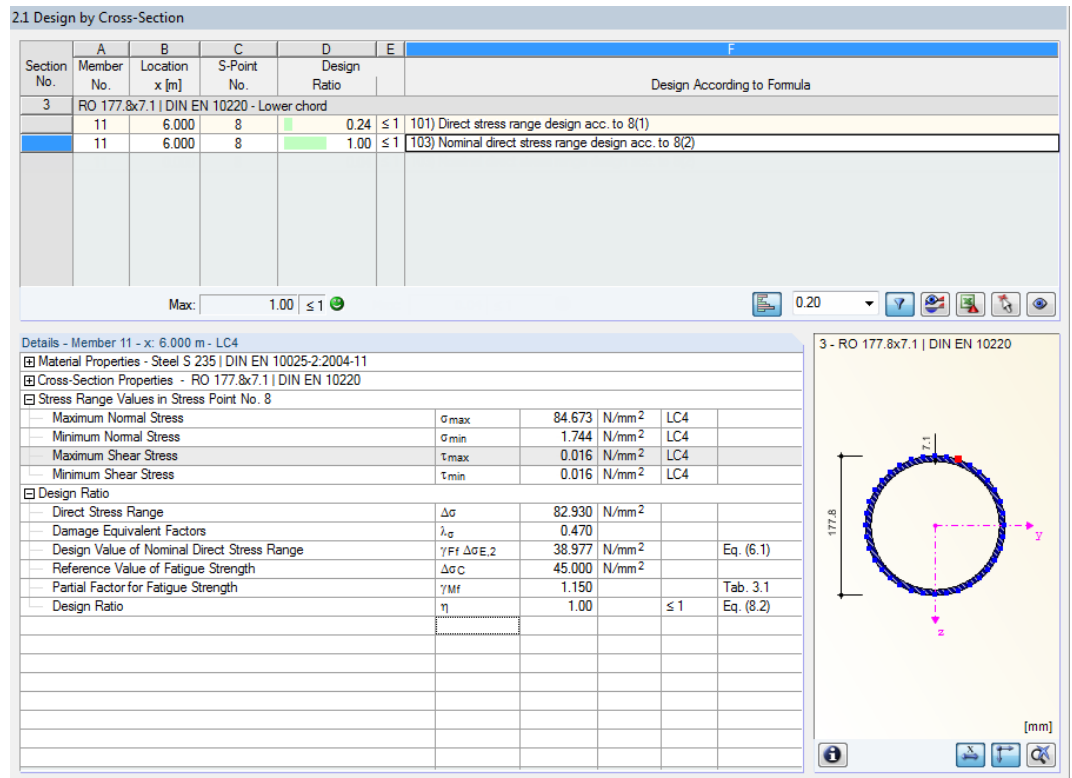 2.1 Design by Cross-Section
A B C D E F
Section Member Location S-Point Design
No. No. x [m] No. Ratio Design According to Formula
3 RO 177.8x7.1 | DIN EN 10220 - Lower chord
11 6.000 8 0.24 ≤ 1 101) Direct stress range design acc. to 8(1)
11 6.000 8 1.00 ≤ 1 103) Nominal direct stress range design acc. to 8(2)
Max: 1.00 ≤ 1 0.20
Details - Member 11 - x: 6.000 m - LC4
Material Properties - Steel S 235 | DIN EN 10025-2:2004-11
Cross-Section Properties - RO 177.8x7.1 | DIN EN 10220
Stress Range Values in Stress Point No. 8
Maximum Normal Stress σmax 84.673 N/mm² LC4
Minimum Normal Stress σmin 1.744 N/mm² LC4
Maximum Shear Stress τmax 0.016 N/mm² LC4
Minimum Shear Stress τmin 0.016 N/mm² LC4
Design Ratio
Direct Stress Range Δσ 82.930 N/mm²
Damage Equivalent Factors λσ 0.470
Design Value of Nominal Direct Stress Range γFf ΔσE,2 38.977 N/mm² Eq. (6.1)
Reference Value of Fatigue Strength ΔσC 45.000 N/mm²
Partial Factor for Fatigue Strength γMf 1.150 Tab. 3.1
Design Ratio η 1.00 ≤ 1 Eq. (8.2)
3 - RO 177.8x7.1 | DIN EN 10220
7.1
177.8
y
z
[mm]